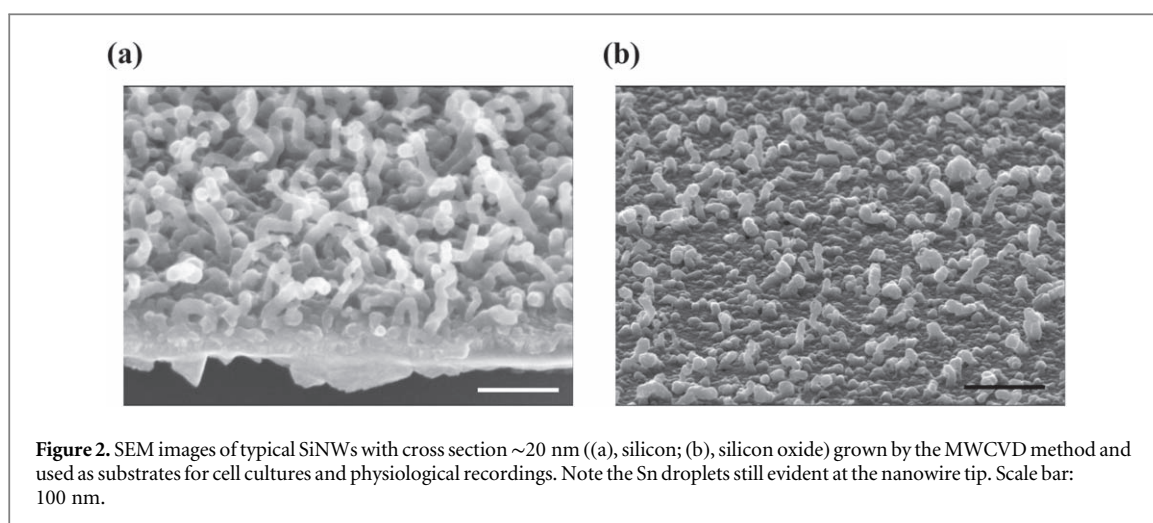 (a)
(b)
Figure 2. SEM images of typical SiNWs with cross section ~20 nm ((a), silicon; (b), silicon oxide) grown by the MWCVD method and
used as substrates for cell cultures and physiological recordings. Note the Sn droplets still evident at the nanowire tip. Scale bar:
100 nm.